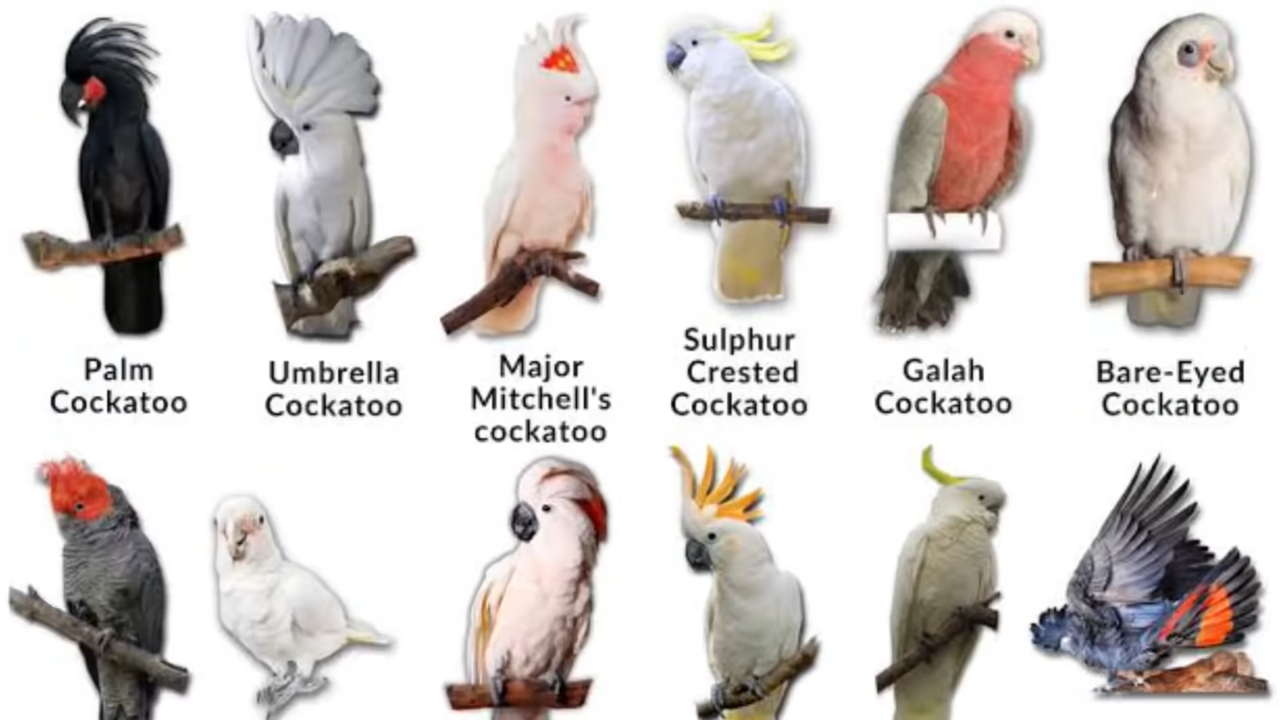 Palm
Cockatoo
Umbrella
Cockatoo
Major
Mitchell's
cockatoo
Sulphur
Crested
Cockatoo
Galah
Cockatoo
Bare-Eyed
Cockatoo